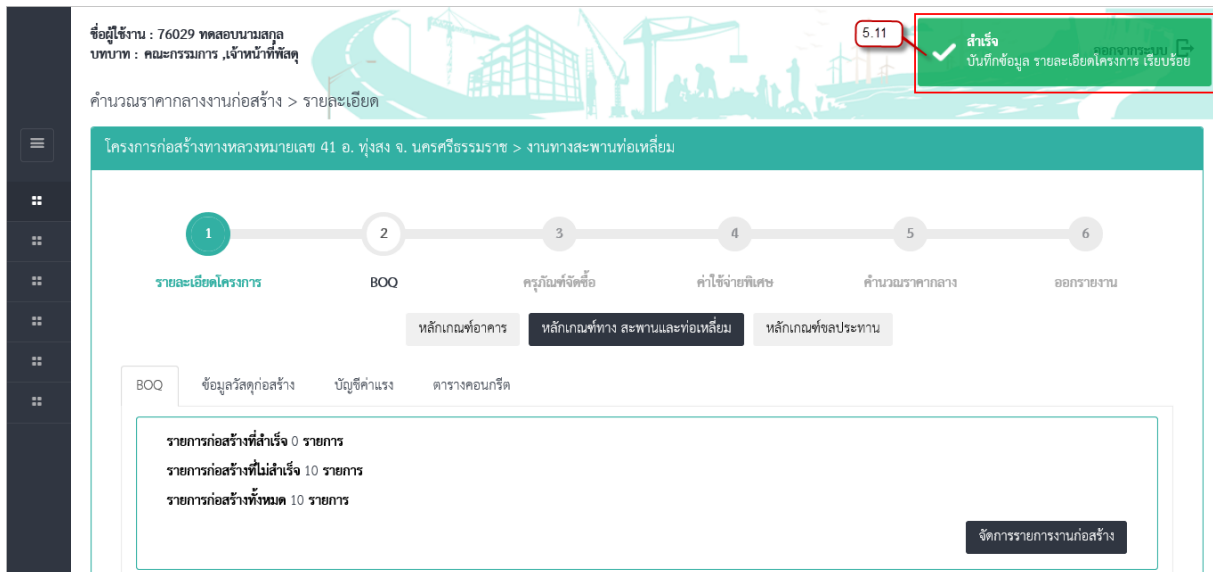 ชื่อผู้ใช้งาน : 76029 ทดสอบนามสกุล
บทบาท : คณะกรรมการ ,เจ้าหน้าที่พัสดุ
5.11
สำเร็จ
ออกจากระบบ
บันทึกข้อมูล รายละเอียดโครงการ เรียบร้อย
คำนวณราคากลางงานก่อสร้าง > รายละเอียด
โครงการก่อสร้างทางหลวงหมายเลข 41 อ. ทุ่งสง จ. นครศรีธรรมราช > งานทางสะพานท่อเหลี่ยม
1 2 3 4 5 6
รายละเอียดโครงการ BOQ ครุภัณฑ์จัดซื้อ ค่าใช้จ่ายพิเศษ คำนวณราคากลาง ออกรายงาน
หลักเกณฑ์อาคาร หลักเกณฑ์ทาง สะพานและท่อเหลี่ยม หลักเกณฑ์ชลประทาน
BOQ ข้อมูลวัสดุก่อสร้าง บัญชีค่าแรง ตารางคอนกรีต
รายการก่อสร้างที่สำเร็จ 0 รายการ
รายการก่อสร้างที่ไม่สำเร็จ 10 รายการ
รายการก่อสร้างทั้งหมด 10 รายการ
จัดการรายการงานก่อสร้าง